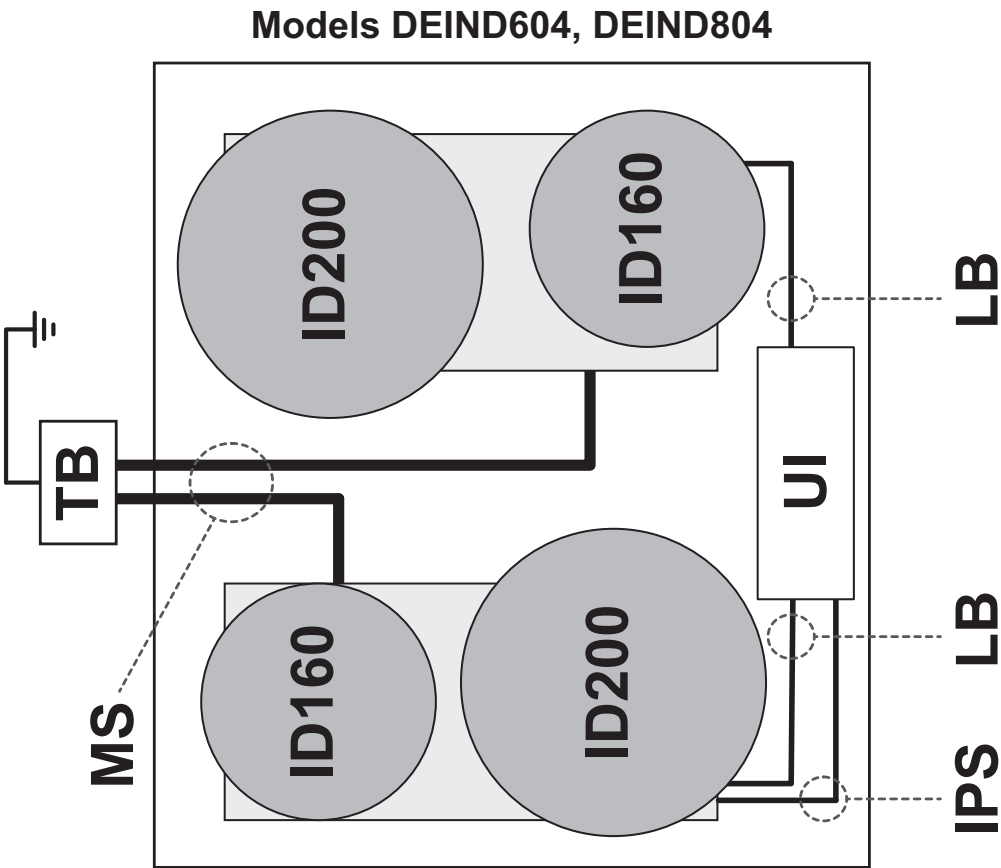 Models DEIND604, DEIND804
ID200
ID160
LB
TB
UI
ID160
ID200
LB
MS
IPS